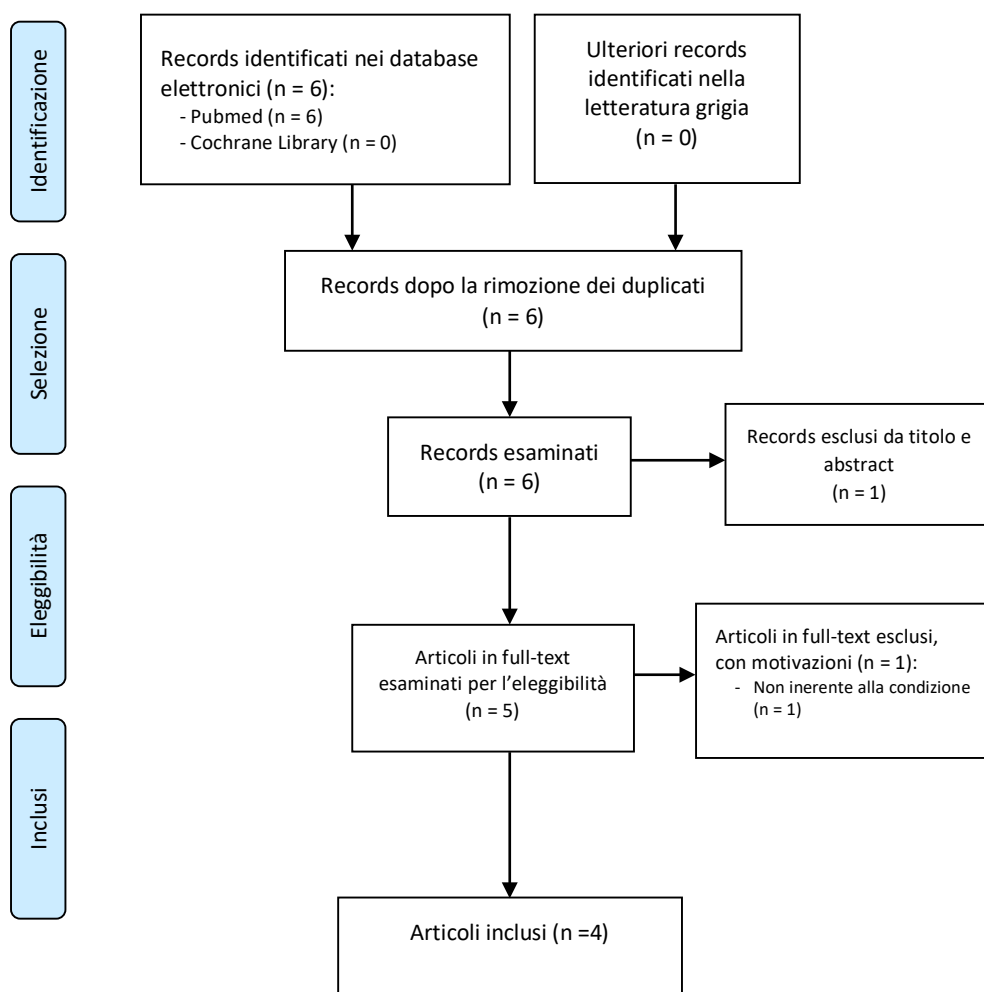 Identificazione
Records identificati nei database
elettronici (n = 6):
- Pubmed (n = 6)
- Cochrane Library (n = 0)
Ulteriori records
identificati nella
letteratura grigia
(n = 0)
Selezione
Records dopo la rimozione dei duplicati
(n = 6)
Records esaminati
(n = 6)
Records esclusi da titolo e
abstract
(n = 1)
Eleggibilità
Articoli in full-text
esaminati per l’eleggibilità
(n = 5)
Articoli in full-text esclusi,
con motivazioni (n = 1):
- Non inerente alla condizione
(n = 1)
Inclusi
Articoli inclusi (n =4)